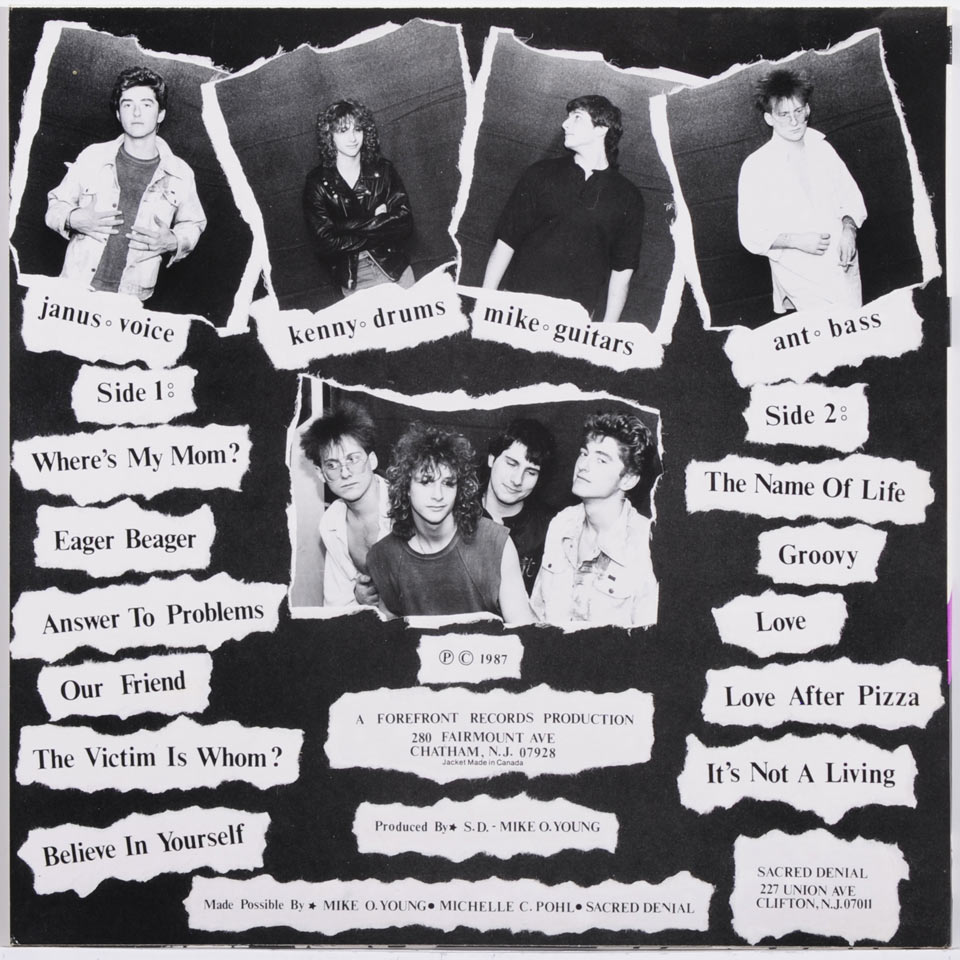 janus∘voice
kenny∘drums
mike∘guitars
ant∘bass
Side 1:
Where's My Mom?
Eager Beager
Answer To Problems
Our Friend
The Victim Is Whom?
Believe In Yourself
Side 2:
The Name Of Life
Groovy
Love
Love After Pizza
It's Not A Living
Ⓟ © 1987
A FOREFRONT RECORDS PRODUCTION
280 FAIRMOUNT AVE
CHATHAM, N.J. 07928
Jacket Made in Canada
Produced By★ S.D. - MIKE O. YOUNG
Made Possible By ★ MIKE O. YOUNG● MICHELLE C. POHL● SACRED DENIAL
SACRED DENIAL
227 UNION AVE
CLIFTON, N.J. 07011